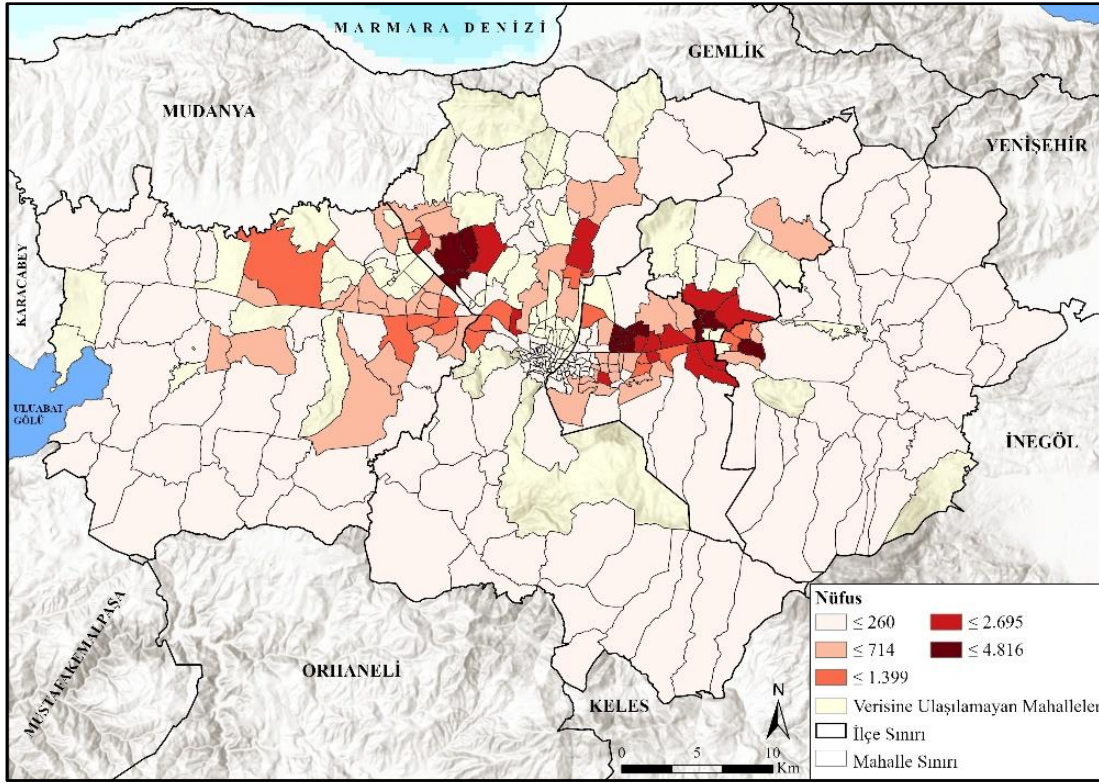 MARMARA DENİZİ
GEMLİK
MUDANYA
YENİŞEHİR
KARACABEY
ULUABAT
GÖLÜ
İNEGÖL
MUSTAFAKEMALPAŞA
ORHANELİ
KELES
N
0 5 10
Km
Nüfus
≤ 260
≤ 714
≤ 1.399
≤ 2.695
≤ 4.816
Verisine Ulaşılamayan Mahalleler
İlçe Sınırı
Mahalle Sınırı